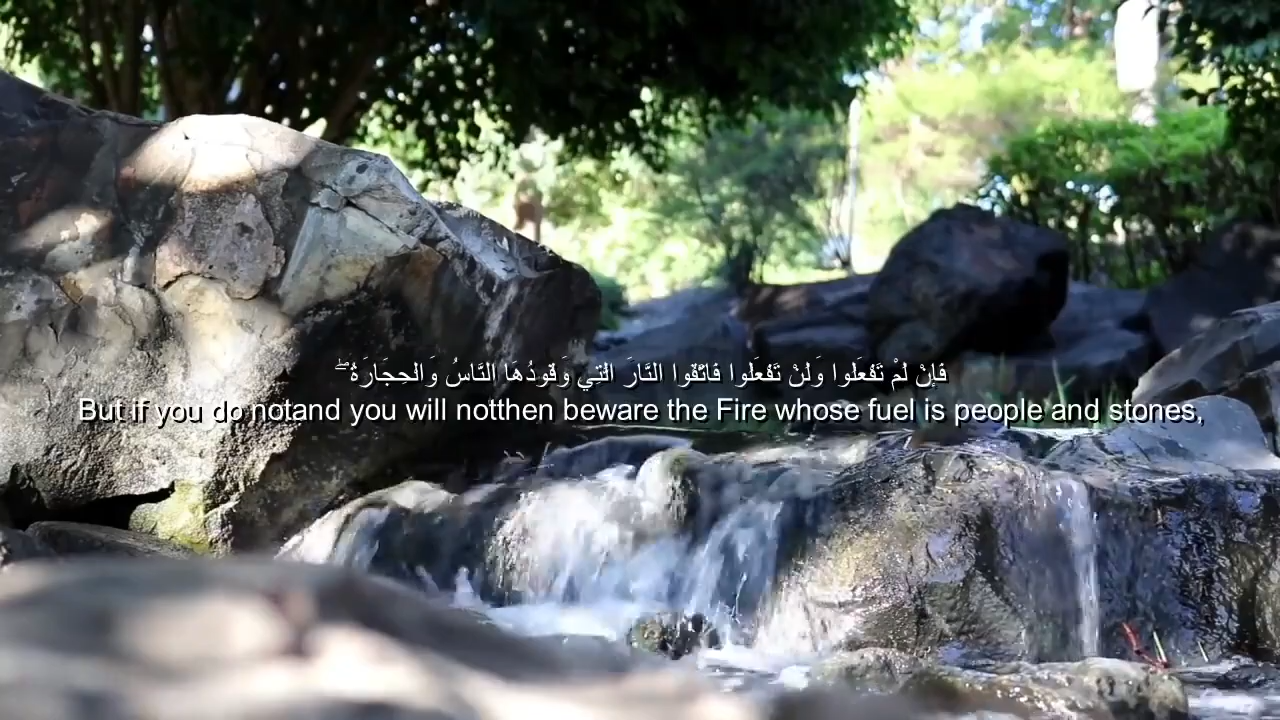 فَإِنْ لَمْ تَفْعَلُوا وَلَنْ تَفْعَلُوا فَاتَّقُوا النَّارَ الَّتِي وَقُودُهَا النَّاسُ وَالْحِجَارَةُ ۖ
But if you do notand you will notthen beware the Fire whose fuel is people and stones,